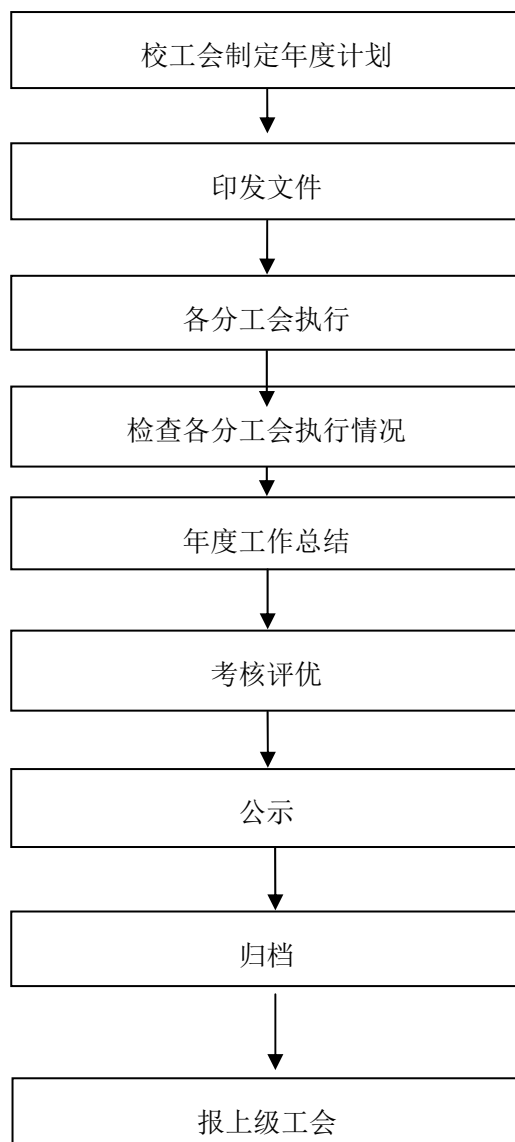 校工会制定年度计划
印发文件
各分工会执行
检查各分工会执行情况
年度工作总结
考核评优
公示
归档
报上级工会